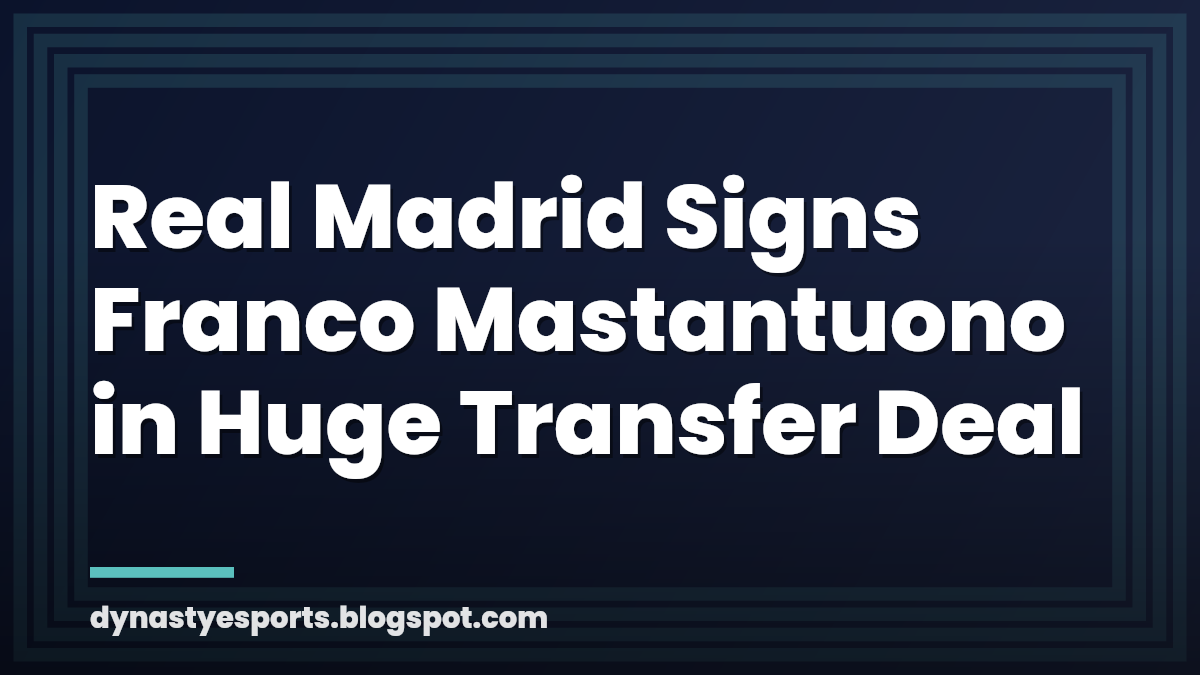 Real Madrid Signs
Franco Mastantuono
in Huge Transfer Deal
dynastyesports.blogspot.com